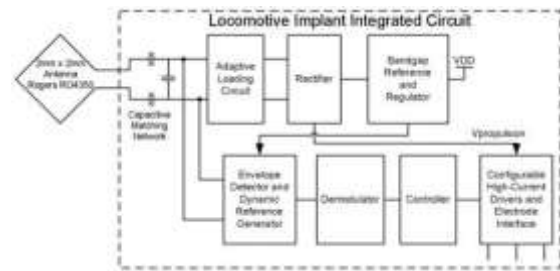 Locomotive Implant Integrated Circuit
2mm x 2mm
Antenna
Rogers RO4350
Capacitive
Matching
Network
Adaptive
Loading
Circuit
Rectifier
Bandgap
Reference
and
Regulator
VDD
Vpropulsion
Envelope
Detector and
Dynamic
Reference
Generator
Demodulator
Controller
Configurable
High-Current
Drivers and
Electrode
Interface